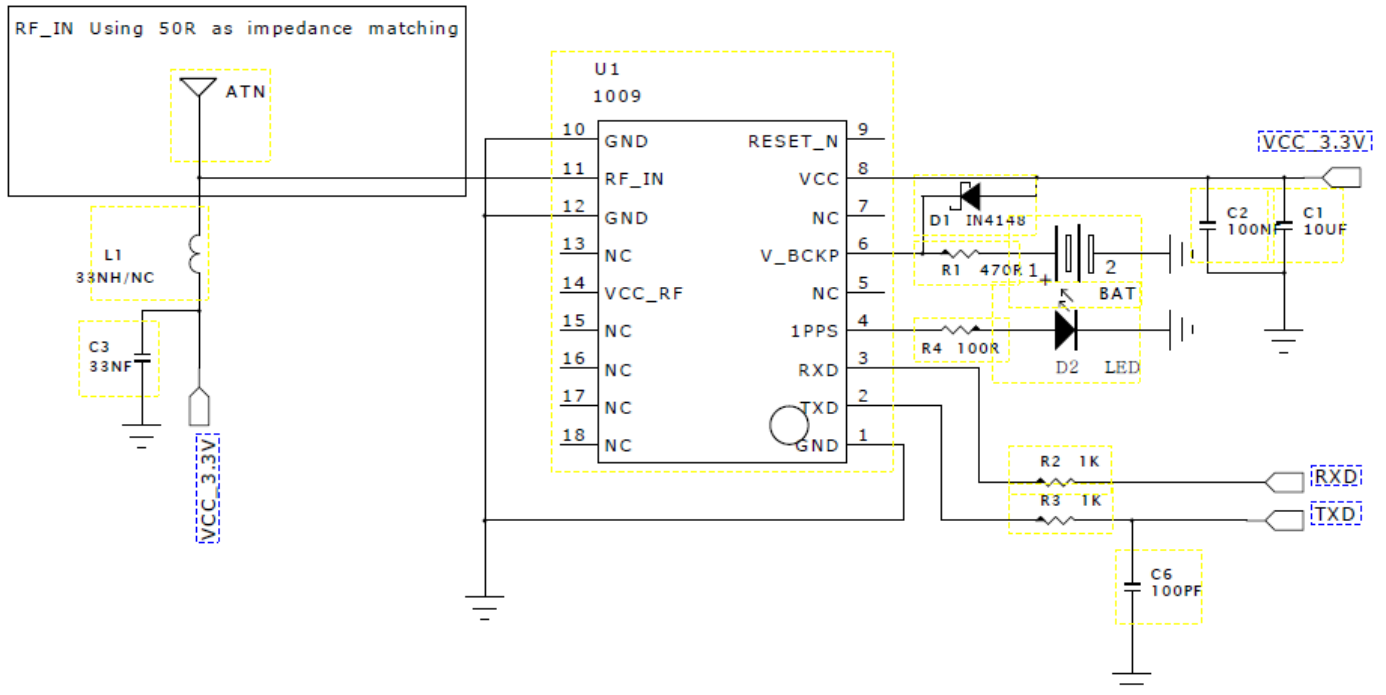 RF_IN Using 50R as impedance matching
ATN
L1
33NH/NC
C3
33NF
VCC_3.3V
U1
1009
10 GND
11 RF_IN
12 GND
13 NC
14 VCC_RF
15 NC
16 NC
17 NC
18 NC
RESET_N 9
VCC 8
NC 7
V_BCKP 6
NC 5
1PPS 4
RXD 3
TXD 2
GND 1
D1 IN4148
R1 470R
1 + 2
BAT
R4 100R
D2 LED
VCC_3.3V
C2
100NF
C1
10UF
R2 1K
RXD
R3 1K
TXD
C6
100PF